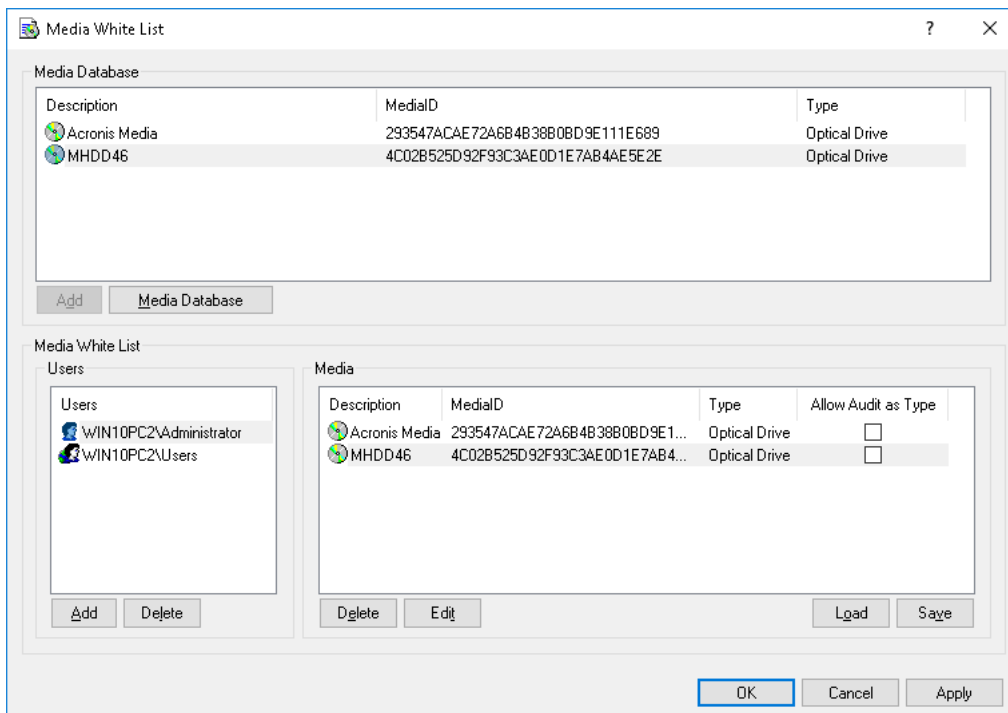 Media White List ?
Media Database
Description MediaID Type
Acronis Media 293547ACAE72A6B4B38B0BD9E111E689 Optical Drive
MHDD46 4C02B525D92F93C3AE0D1E7AB4AE5E2E Optical Drive
Add Media Database
Media White List
Users Media
Users Description MediaID Type Allow Audit as Type
WIN10PC2\Administrator Acronis Media 293547ACAE72A6B4B38B0BD9E1... Optical Drive
WIN10PC2\Users MHDD46 4C02B525D92F93C3AE0D1E7AB4... Optical Drive
Add Delete Delete Edit Load Save
OK Cancel Apply